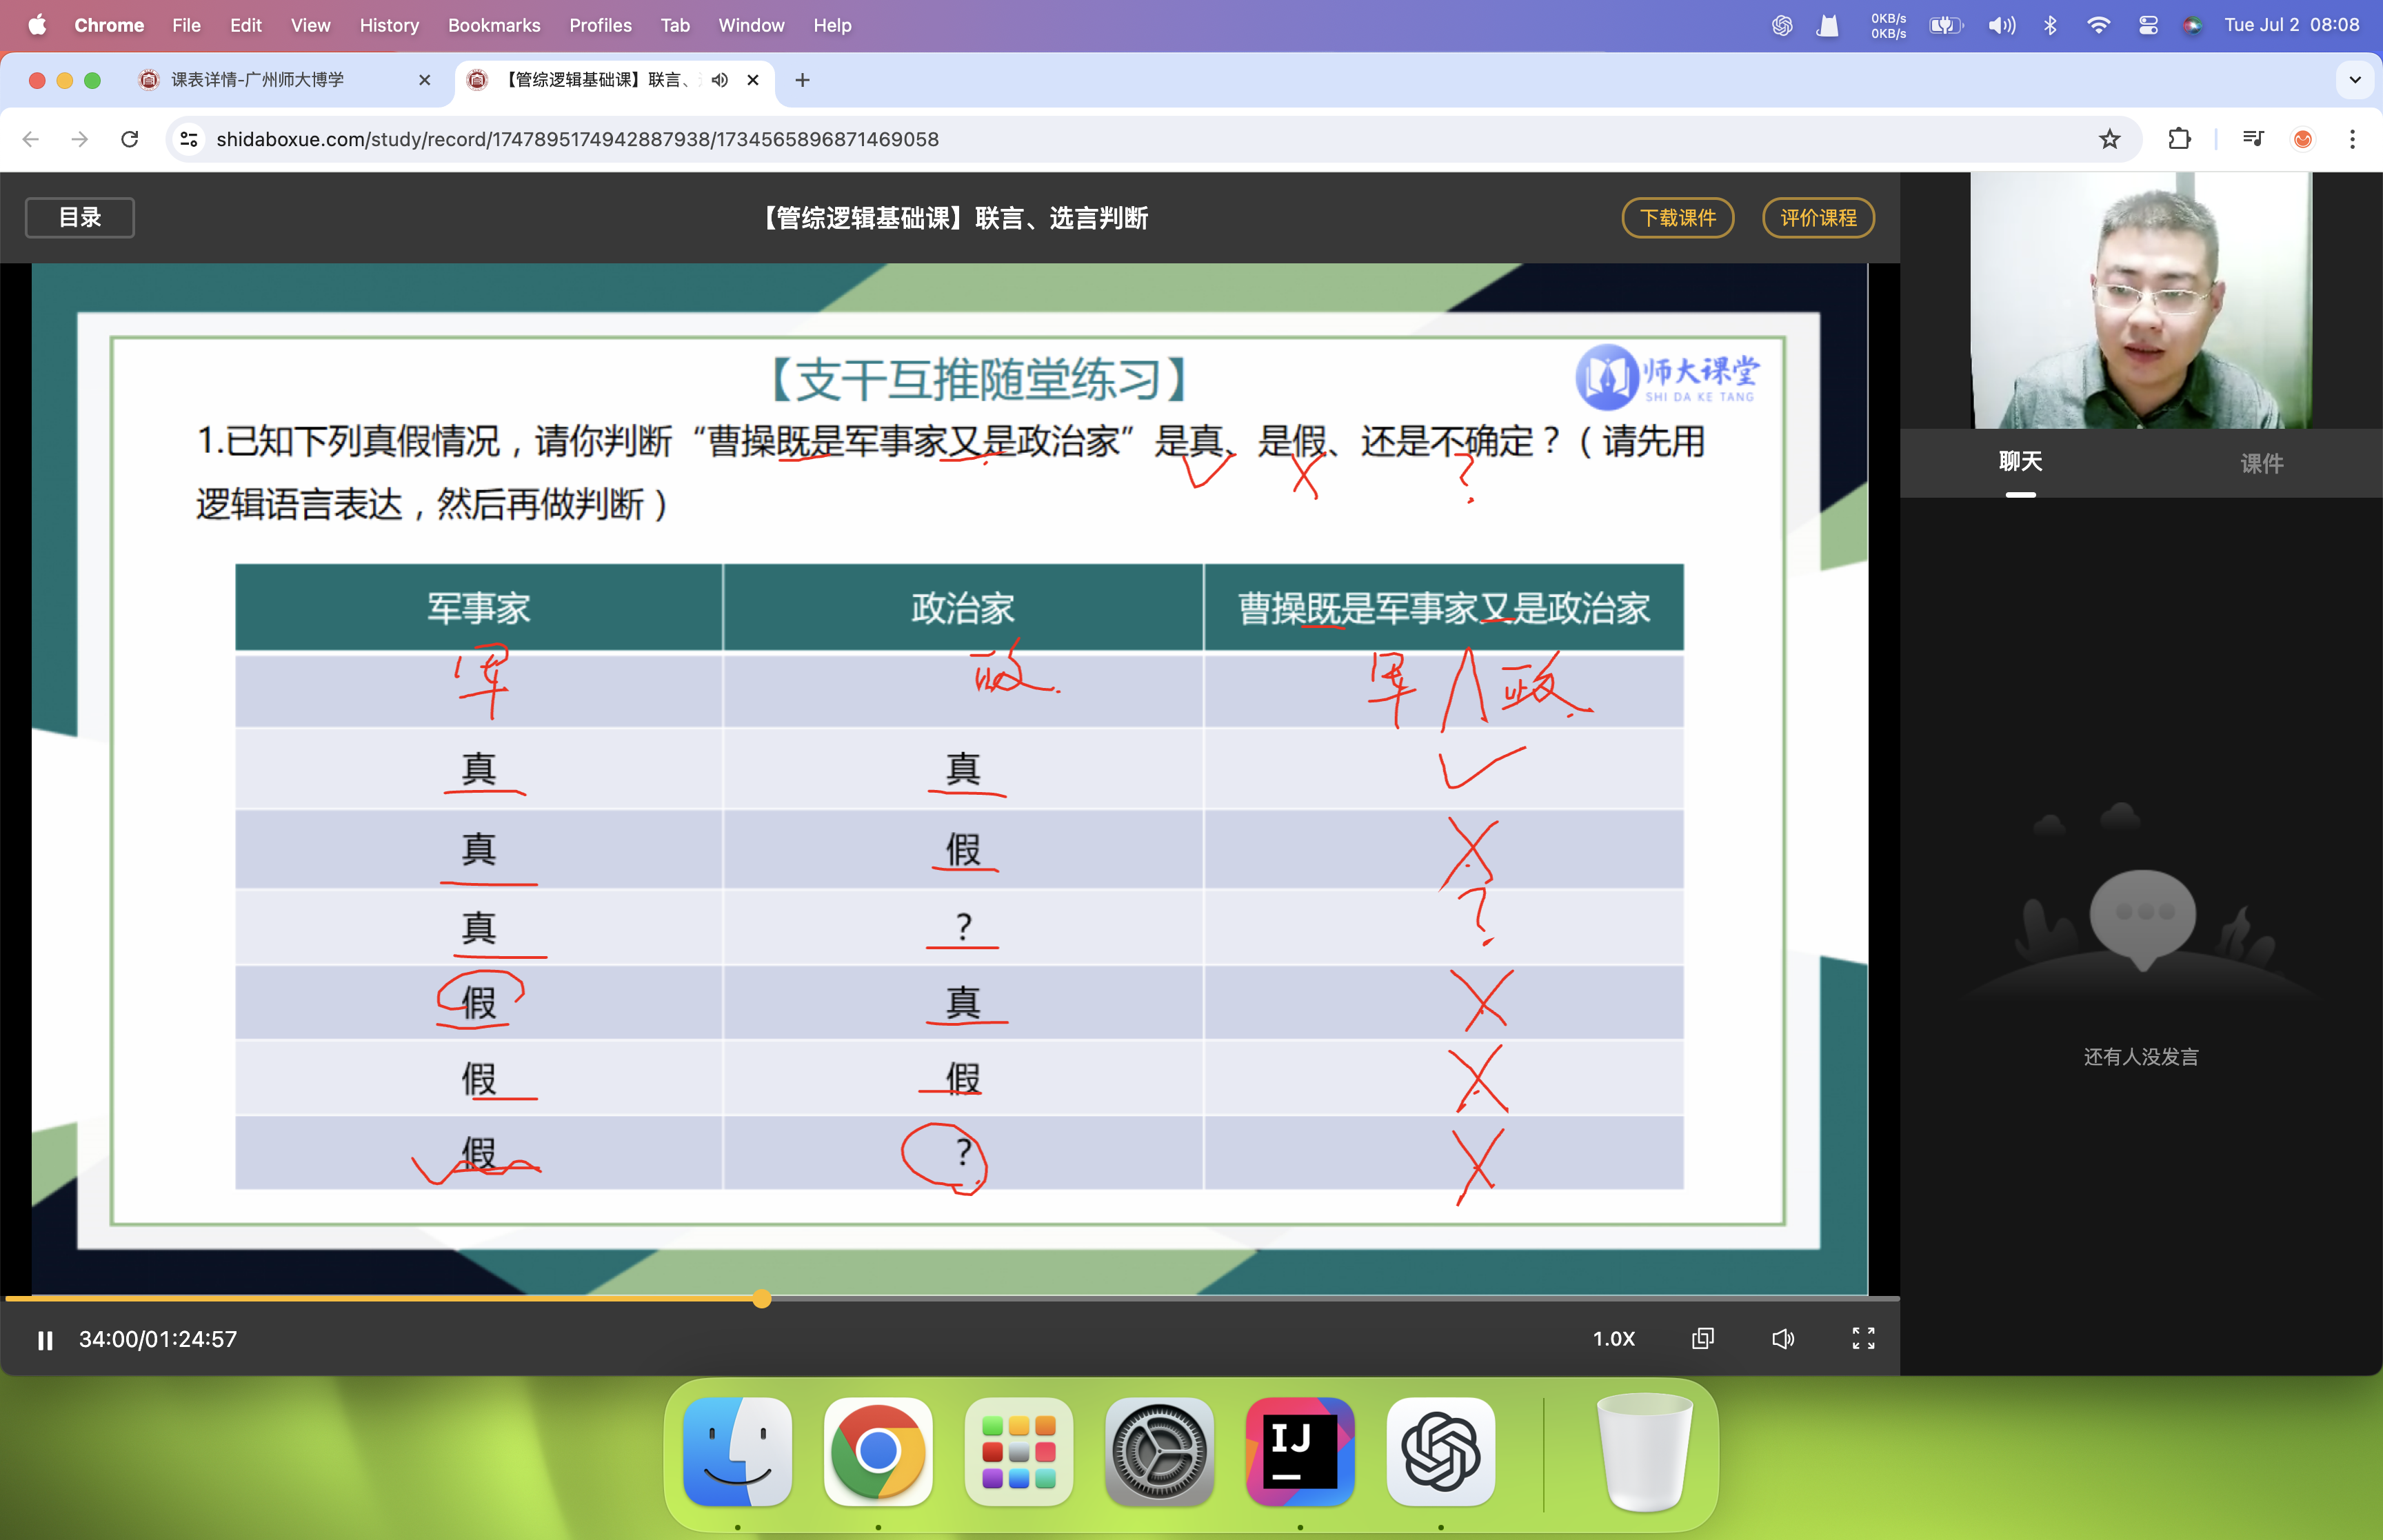 Chrome File Edit View History Bookmarks Profiles Tab Window Help
0KB/s
0KB/s
Tue Jul 2 08:08
课表详情-广州师大博学
【管综逻辑基础课】联言、
shidaboxue.com/study/record/1747895174942887938/1734565896871469058
目录
【管综逻辑基础课】联言、选言判断
下载课件
评价课程
【支干互推随堂练习】
师大课堂
SHI DA KE TANG
1.已知下列真假情况，请你判断“曹操既是军事家又是政治家”是真、是假、还是不确定？（请先用
逻辑语言表达，然后再做判断）
✓ X ?
军事家 政治家 曹操既是军事家又是政治家
军 政 军∧政
真 真 ✓
真 假 X
真 ? ?
假 真 X
假 假 X
假 ? X
聊天 课件
还有人没发言
34:00/01:24:57
1.0X
IJ